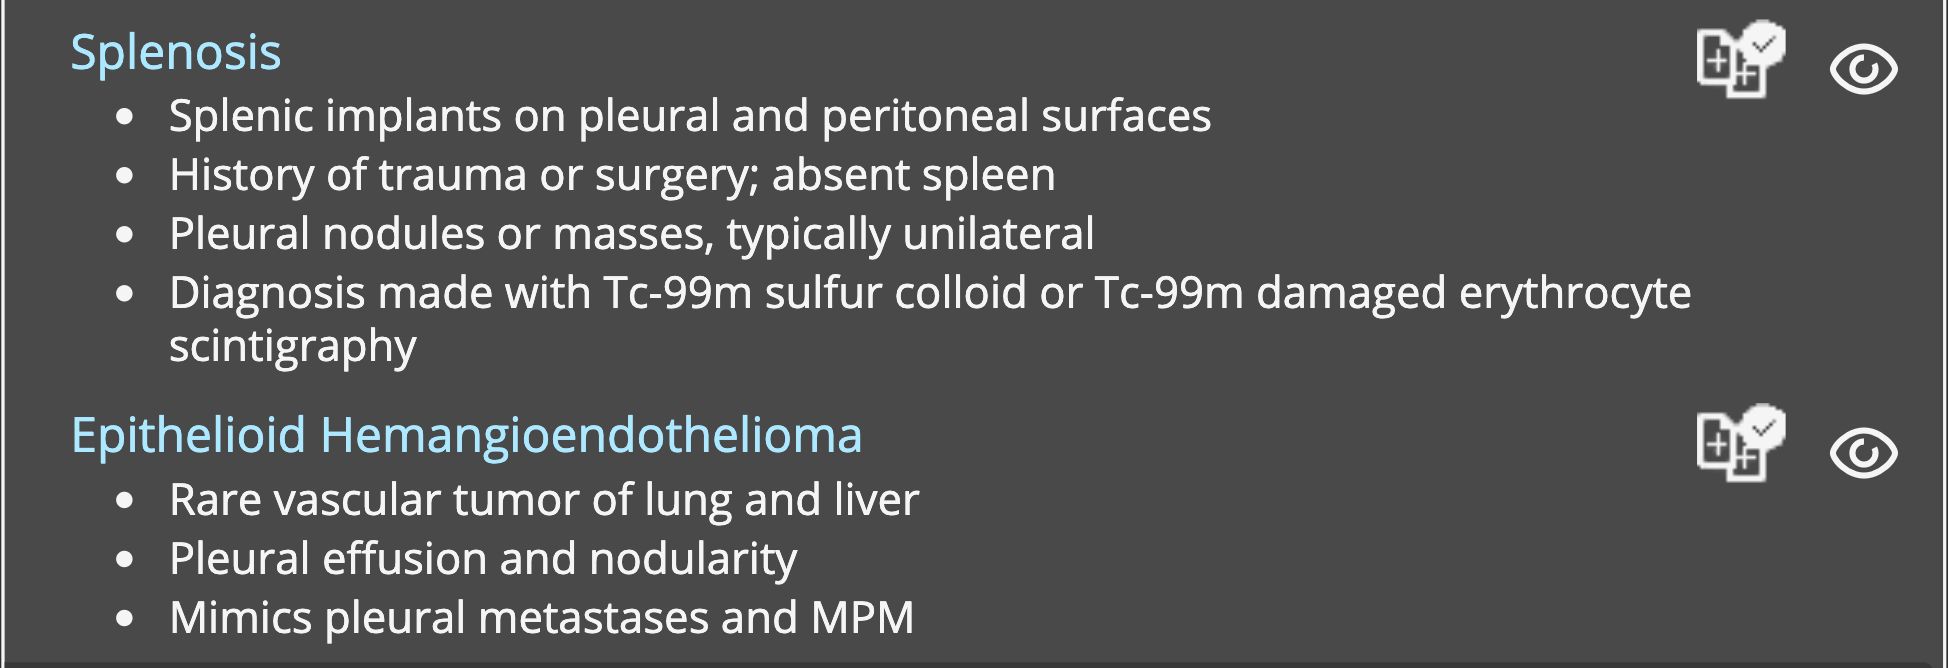 Splenosis
• Splenic implants on pleural and peritoneal surfaces
• History of trauma or surgery; absent spleen
• Pleural nodules or masses, typically unilateral
• Diagnosis made with Tc-99m sulfur colloid or Tc-99m damaged erythrocyte
scintigraphy
Epithelioid Hemangioendothelioma
• Rare vascular tumor of lung and liver
• Pleural effusion and nodularity
• Mimics pleural metastases and MPM